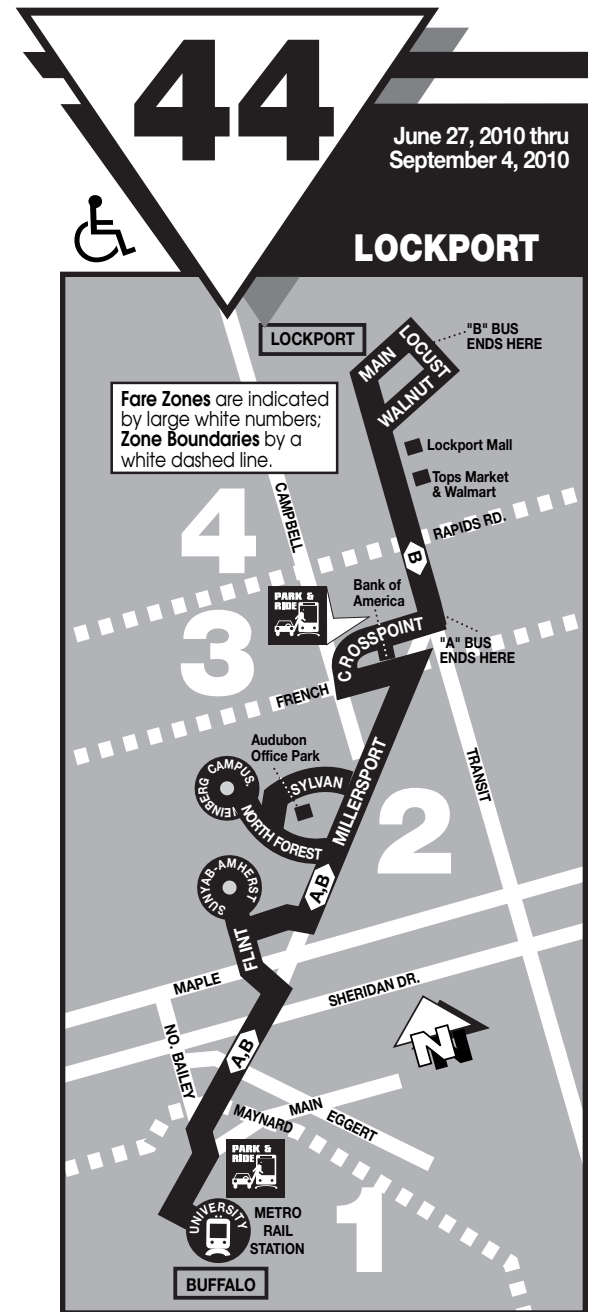 44
June 27, 2010 thru
September 4, 2010
LOCKPORT
LOCKPORT
"B" BUS
ENDS HERE
LOCUST
MAIN
WALNUT
Fare Zones are indicated
by large white numbers;
Zone Boundaries by a
white dashed line.
Lockport Mall
Tops Market
& Walmart
CAMPBELL
4
RAPIDS RD.
B
Bank of
America
PARK &
RIDE
3
CROSSPOINT
"A" BUS
ENDS HERE
FRENCH
Audubon
Office Park
TRANSIT
WEINBERG CAMPUS
SYLVAN
MILLERSPORT
NORTH FOREST
2
SUNYAB-AMHERST
A,B
FLINT
MAPLE
SHERIDAN DR.
N
NO. BAILEY
A,B
MAIN
MAYNARD
EGGERT
PARK &
RIDE
1
UNIVERSITY
METRO
RAIL
STATION
BUFFALO